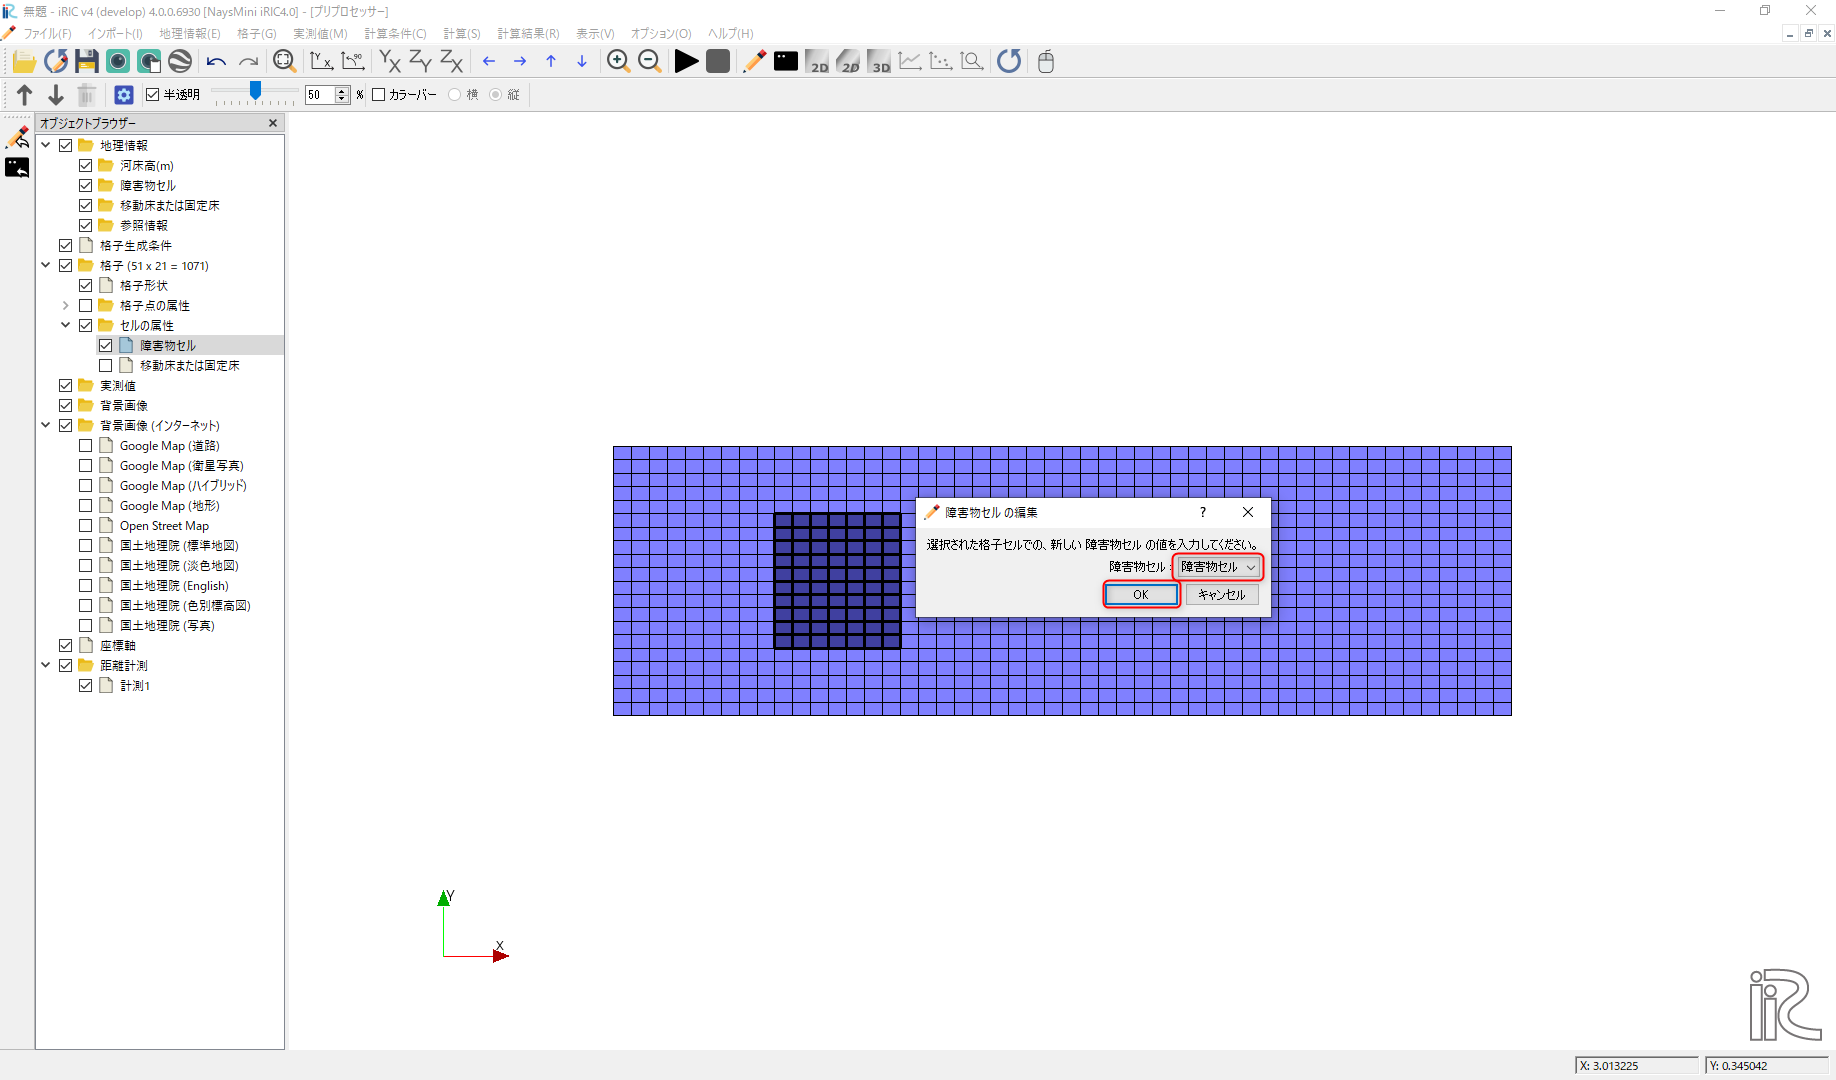 無題 - iRIC v4 (develop) 4.0.0.6930 [NaysMini iRIC4.0] - [プリプロセッサー]
ファイル(F) インポート(I) 地理情報(E) 格子(G) 実測値(M) 計算条件(C) 計算(S) 計算結果(R) 表示(V) オプション(O) ヘルプ(H)
Y X -90 YX ZY ZX 2D 2D 3D
半透明 50 % カラーバー 横 縦
オブジェクトブラウザー
地理情報
河床高(m)
障害物セル
移動床または固定床
参照情報
格子生成条件
格子 (51 x 21 = 1071)
格子形状
格子点の属性
セルの属性
障害物セル
移動床または固定床
実測値
背景画像
背景画像 (インターネット)
Google Map (道路)
Google Map (衛星写真)
Google Map (ハイブリッド)
Google Map (地形)
Open Street Map
国土地理院 (標準地図)
国土地理院 (淡色地図)
国土地理院 (English)
国土地理院 (色別標高図)
国土地理院 (写真)
座標軸
距離計測
計測1
障害物セル の編集 ?
選択された格子セルでの、新しい 障害物セル の値を入力してください。
障害物セル : 障害物セル
OK キャンセル
Y
X
iRIC
X: 3.013225 Y: 0.345042